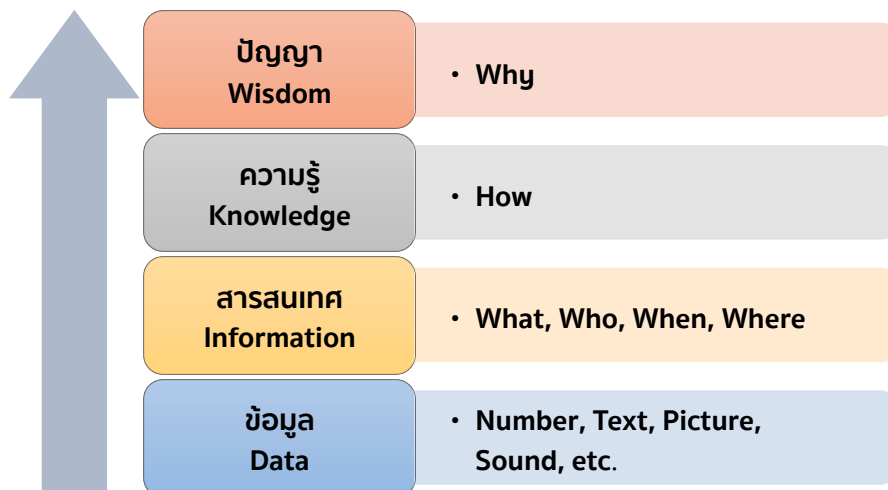 ปัญญา
Wisdom
• Why
ความรู้
Knowledge
• How
สารสนเทศ
Information
• What, Who, When, Where
ข้อมูล
Data
• Number, Text, Picture,
Sound, etc.